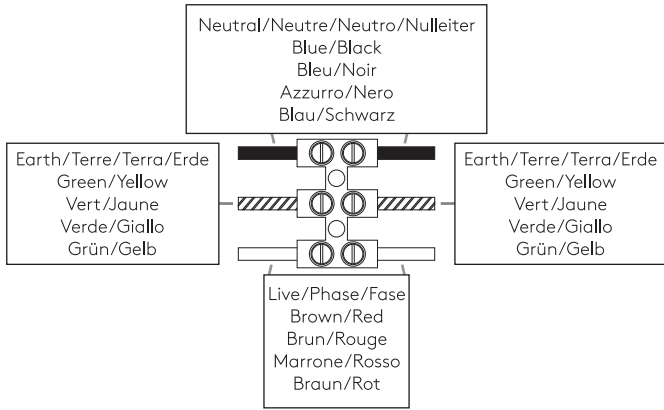 Neutral/Neutre/Neutro/Nulleiter
Blue/Black
Bleu/Noir
Azzurro/Nero
Blau/Schwarz
Earth/Terre/Terra/Erde
Green/Yellow
Vert/Jaune
Verde/Giallo
Grün/Gelb
Earth/Terre/Terra/Erde
Green/Yellow
Vert/Jaune
Verde/Giallo
Grün/Gelb
Live/Phase/Fase
Brown/Red
Brun/Rouge
Marrone/Rosso
Braun/Rot